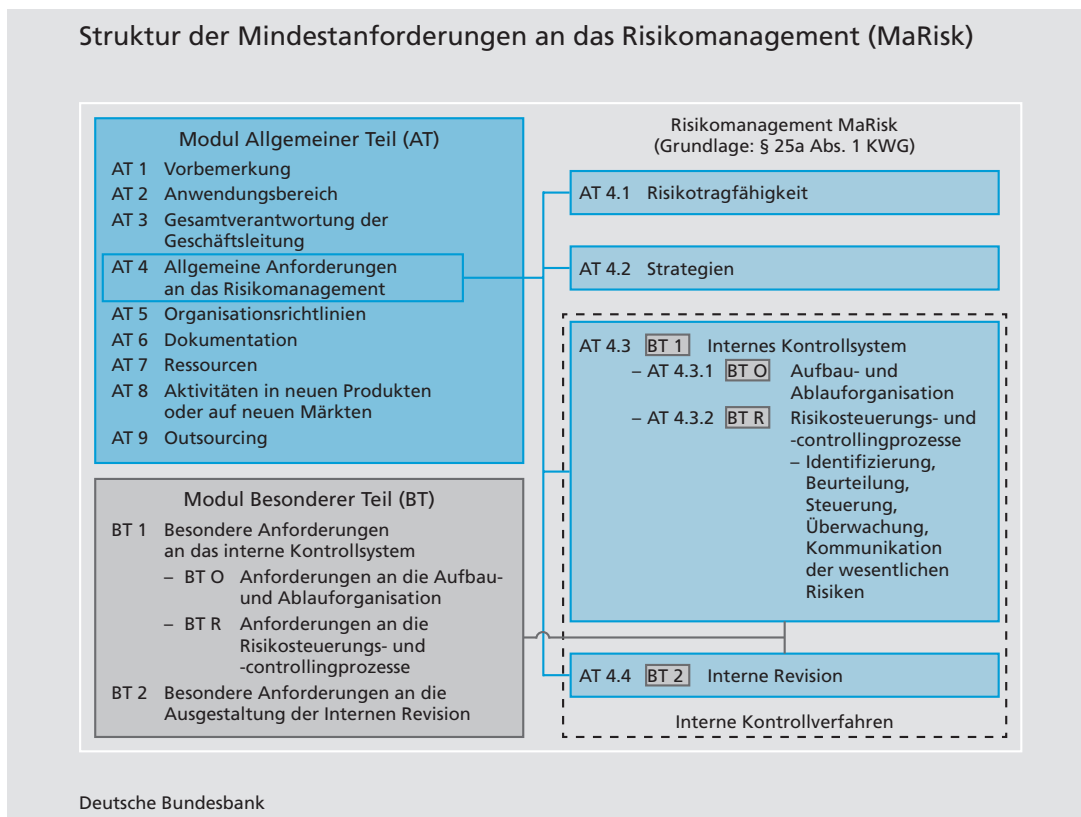 Struktur der Mindestanforderungen an das Risikomanagement (MaRisk)
Modul Allgemeiner Teil (AT)
AT 1 Vorbemerkung
AT 2 Anwendungsbereich
AT 3 Gesamtverantwortung der
Geschäftsleitung
AT 4 Allgemeine Anforderungen
an das Risikomanagement
AT 5 Organisationsrichtlinien
AT 6 Dokumentation
AT 7 Ressourcen
AT 8 Aktivitäten in neuen Produkten
oder auf neuen Märkten
AT 9 Outsourcing
Modul Besonderer Teil (BT)
BT 1 Besondere Anforderungen
an das interne Kontrollsystem
– BT O Anforderungen an die Aufbau-
und Ablauforganisation
– BT R Anforderungen an die
Risikosteuerungs- und
-controllingprozesse
BT 2 Besondere Anforderungen an die
Ausgestaltung der Internen Revision
Risikomanagement MaRisk
(Grundlage: § 25a Abs. 1 KWG)
AT 4.1 Risikotragfähigkeit
AT 4.2 Strategien
AT 4.3 BT 1 Internes Kontrollsystem
– AT 4.3.1 BT O Aufbau- und
Ablauforganisation
– AT 4.3.2 BT R Risikosteuerungs- und
-controllingprozesse
– Identifizierung,
Beurteilung,
Steuerung,
Überwachung,
Kommunikation
der wesentlichen
Risiken
AT 4.4 BT 2 Interne Revision
Interne Kontrollverfahren
Deutsche Bundesbank